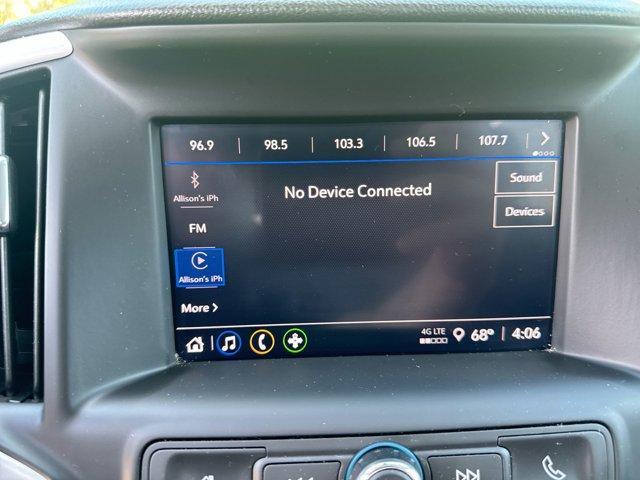 96.9 | 98.5 | 103.3 | 106.5 | 107.7 |
Allison's iPh
No Device Connected
Sound
Devices
FM
Allison's iPh
More
4G LTE
68° | 4:06